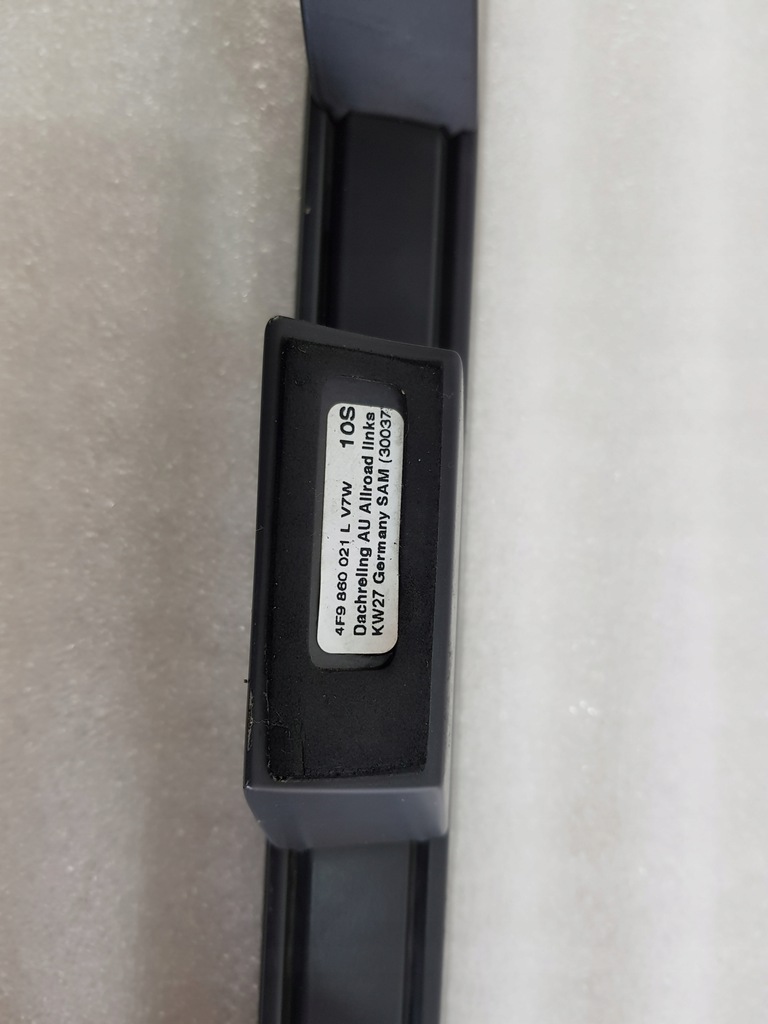 4F9 860 021 L V7W 10S
Dachreling AU Allroad links
KW27 Germany SAM (30037